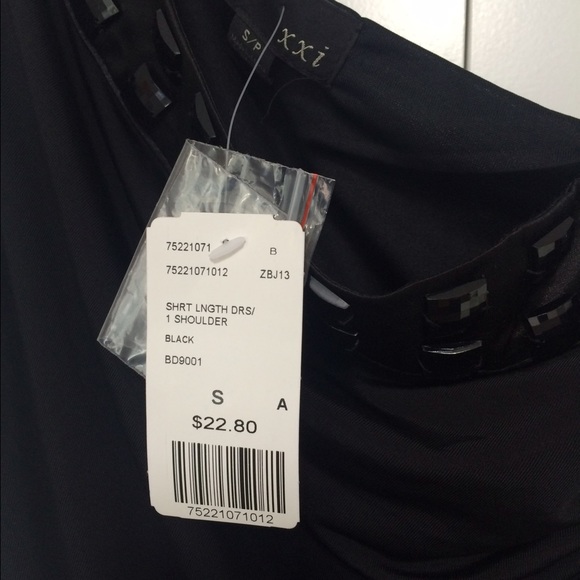 S/P
xxi
75221071
B
75221071012
ZBJ13
SHRT LNGTH DRS/
1 SHOULDER
BLACK
BD9001
S
A
$22.80
75221071012